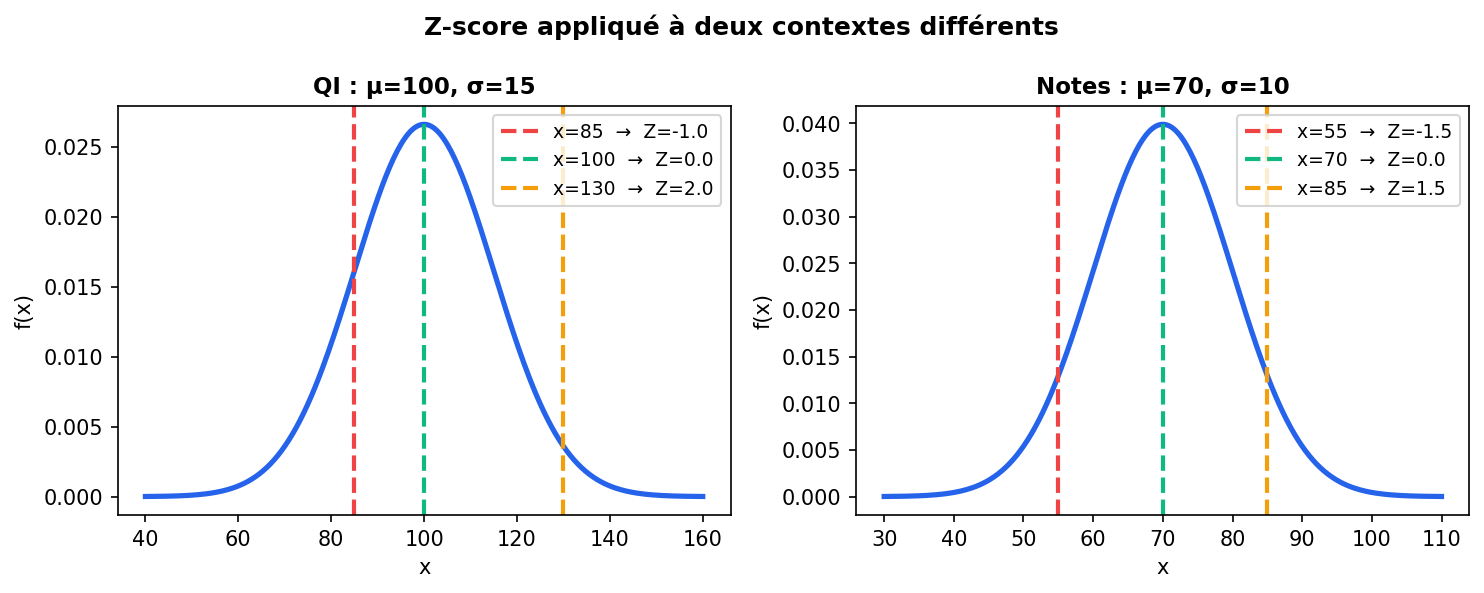 Z-score appliqué à deux contextes différents
QI : μ=100, σ=15
f(x)
0.025
0.020
0.015
0.010
0.005
0.000
x=85 → Z=-1.0
x=100 → Z=0.0
x=130 → Z=2.0
40 60 80 100 120 140 160
x
Notes : μ=70, σ=10
f(x)
0.040
0.035
0.030
0.025
0.020
0.015
0.010
0.005
0.000
x=55 → Z=-1.5
x=70 → Z=0.0
x=85 → Z=1.5
30 40 50 60 70 80 90 100 110
x